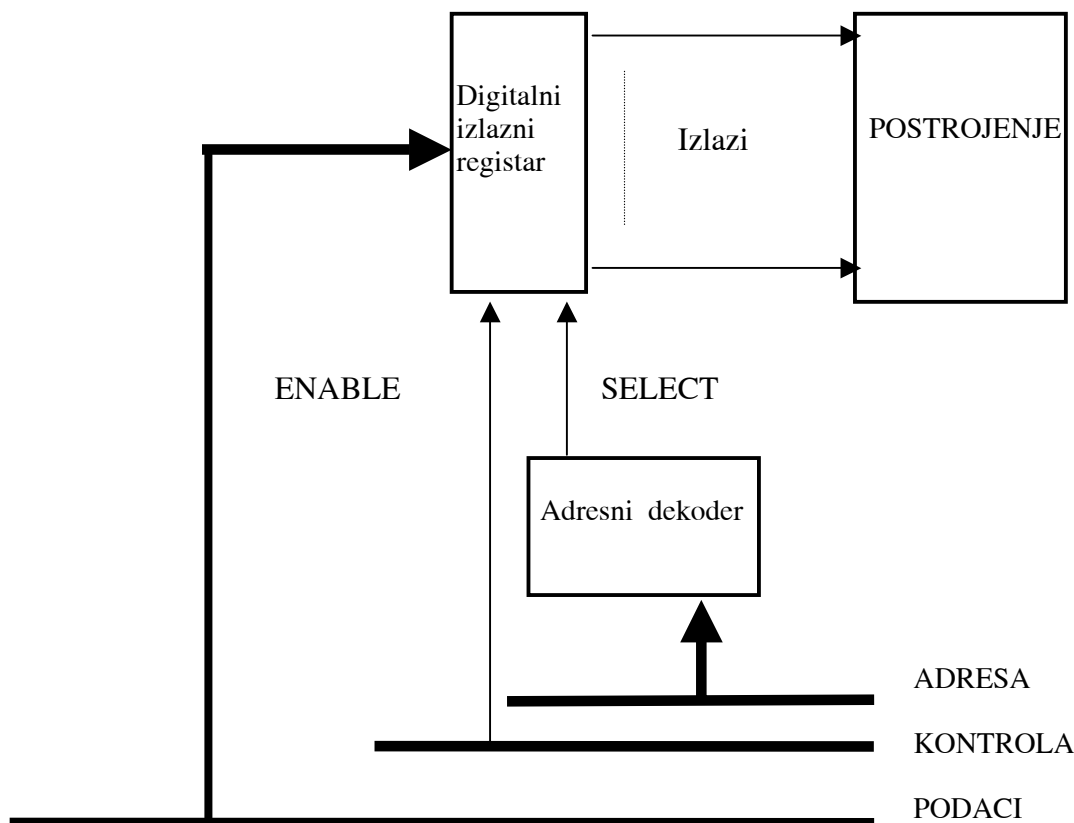 Digitalni
izlazni
registar
Izlazi
POSTROJENJE
ENABLE
SELECT
Adresni dekoder
ADRESA
KONTROLA
PODACI